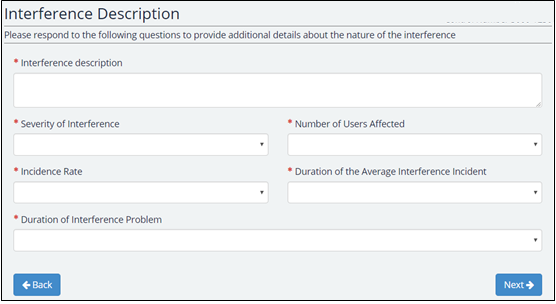 Interference Description
Please respond to the following questions to provide additional details about the nature of the interference
* Interference description
* Severity of Interference
* Number of Users Affected
* Incidence Rate
* Duration of the Average Interference Incident
* Duration of Interference Problem
Back
Next